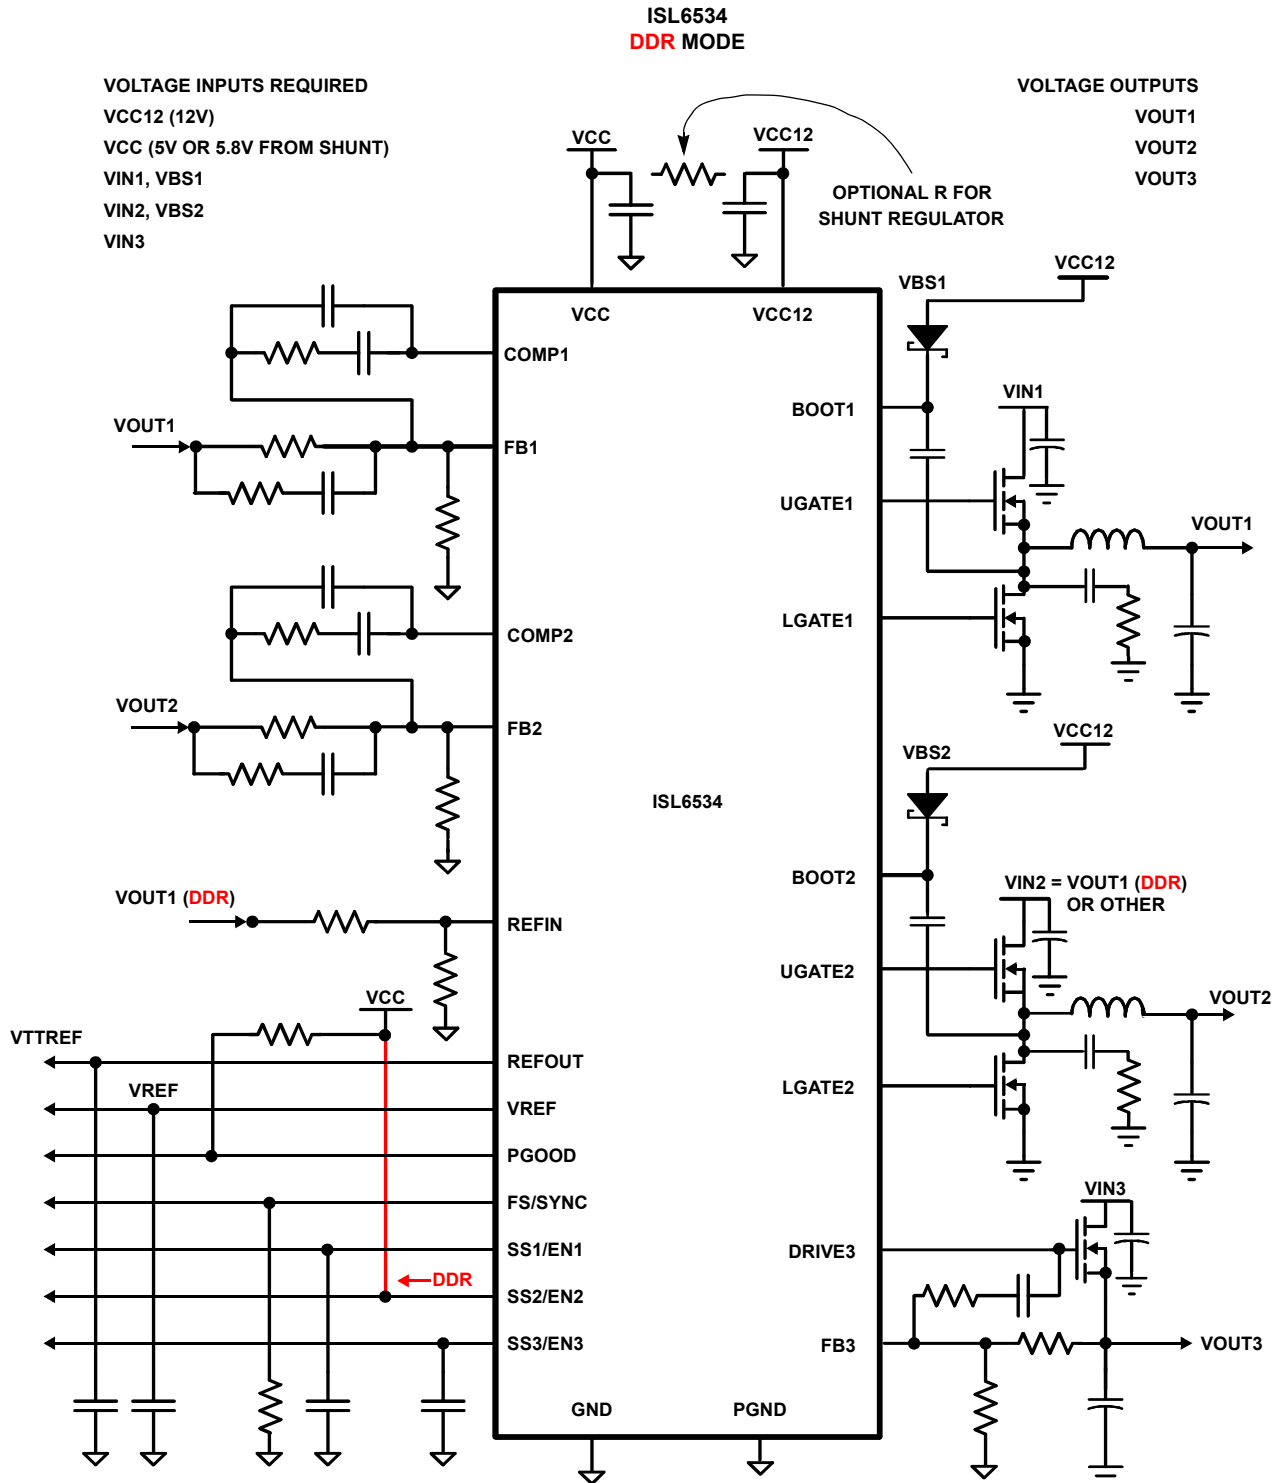 ISL6534
DDR MODE
VOLTAGE INPUTS REQUIRED
VCC12 (12V)
VCC (5V OR 5.8V FROM SHUNT)
VIN1, VBS1
VIN2, VBS2
VIN3
VOLTAGE OUTPUTS
VOUT1
VOUT2
VOUT3
VCC
VCC12
OPTIONAL R FOR
SHUNT REGULATOR
VCC
VCC12
COMP1
VOUT1
FB1
COMP2
VOUT2
FB2
VOUT1 (DDR)
REFIN
VCC
VTTREF
REFOUT
VREF
VREF
PGOOD
FS/SYNC
SS1/EN1
DDR
SS2/EN2
SS3/EN3
GND
PGND
ISL6534
VBS1
VCC12
BOOT1
VIN1
UGATE1
VOUT1
LGATE1
VBS2
VCC12
BOOT2
VIN2 = VOUT1 (DDR)
OR OTHER
UGATE2
VOUT2
LGATE2
VIN3
DRIVE3
FB3
VOUT3